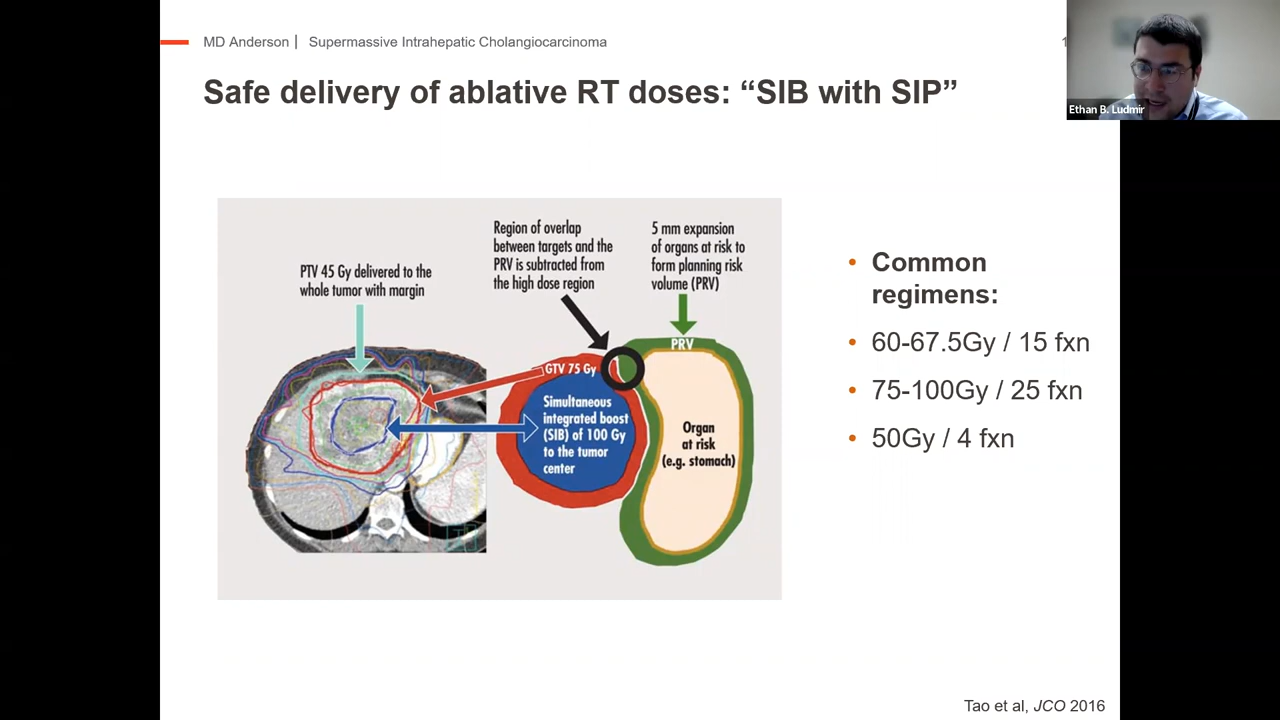 MD Anderson | Supermassive Intrahepatic Cholangiocarcinoma
1
Safe delivery of ablative RT doses: “SIB with SIP”
Ethan B. Ludmir
PTV 45 Gy delivered to the
whole tumor with margin
Region of overlap
between targets and the
PRV is subtracted from
the high dose region
5 mm expansion
of organs at risk to
form planning risk
volume (PRV)
PRV
GTV 75 Gy
Simultaneous
integrated boost
(SIB) of 100 Gy
to the tumor
center
Organ
at risk
(e.g. stomach)
• Common
regimens:
• 60-67.5Gy / 15 fxn
• 75-100Gy / 25 fxn
• 50Gy / 4 fxn
Tao et al, JCO 2016